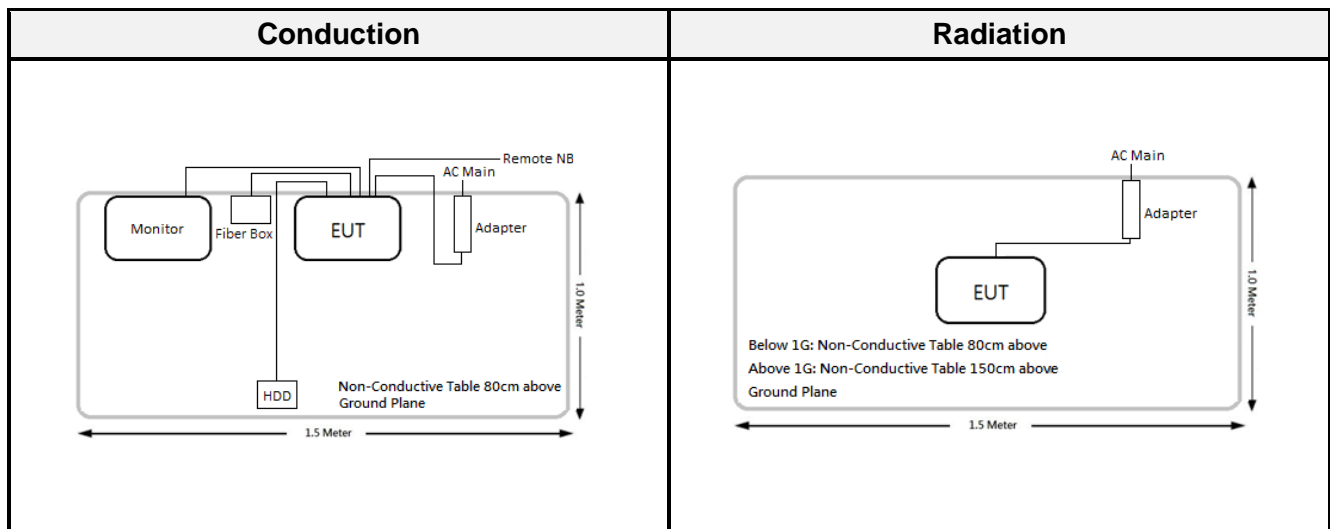 Conduction
Radiation
Remote NB
AC Main
Monitor
Fiber Box
EUT
Adapter
1.0 Meter
HDD
Non-Conductive Table 80cm above
Ground Plane
1.5 Meter
AC Main
Adapter
EUT
1.0 Meter
Below 1G: Non-Conductive Table 80cm above
Above 1G: Non-Conductive Table 150cm above
Ground Plane
1.5 Meter